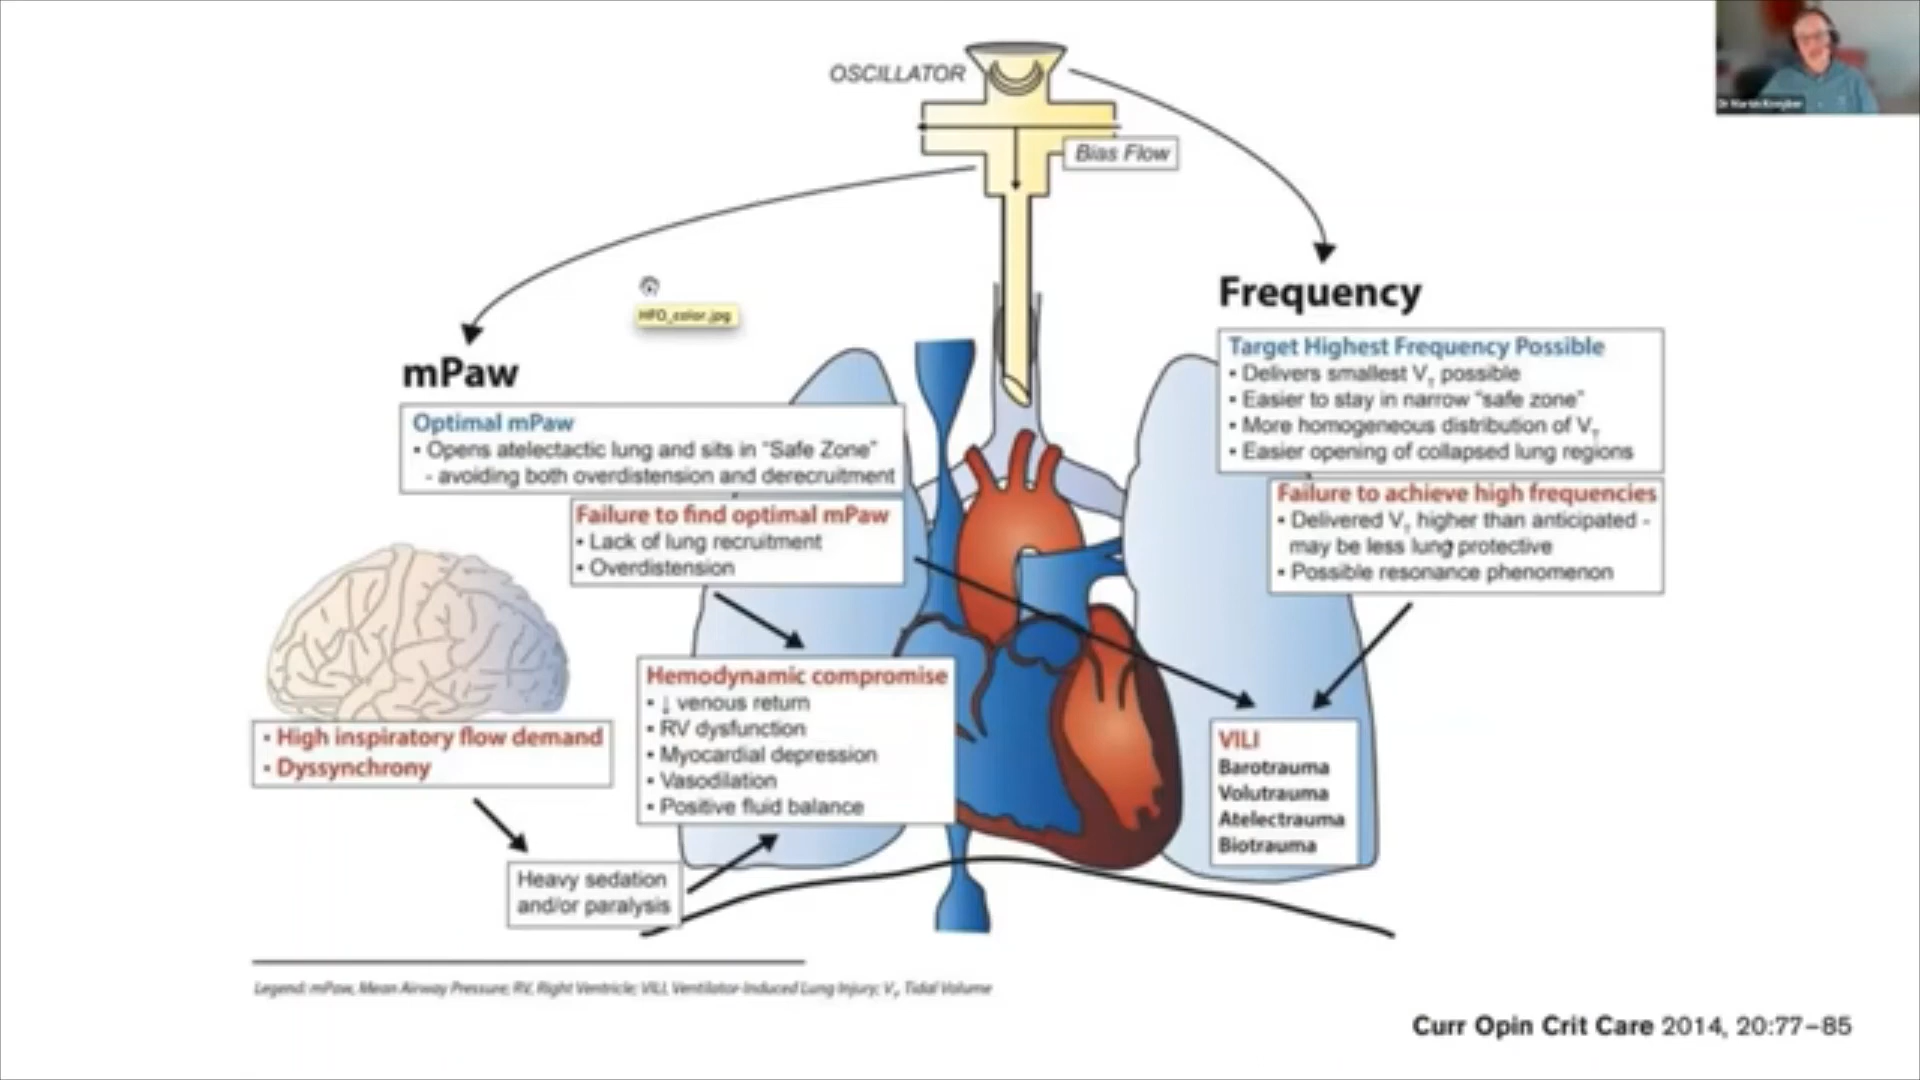 OSCILLATOR
Bias Flow
HFO_color.jpg
mPaw
Optimal mPaw
• Opens atelectactic lung and sits in "Safe Zone"
- avoiding both overdistension and derecruitment
Failure to find optimal mPaw
• Lack of lung recruitment
• Overdistension
Frequency
Target Highest Frequency Possible
• Delivers smallest VT possible
• Easier to stay in narrow "safe zone"
• More homogeneous distribution of VT
• Easier opening of collapsed lung regions
Failure to achieve high frequencies
• Delivered VT higher than anticipated -
may be less lung protective
• Possible resonance phenomenon
Hemodynamic compromise
• ↓ venous return
• RV dysfunction
• Myocardial depression
• Vasodilation
• Positive fluid balance
• High inspiratory flow demand
• Dyssynchrony
Heavy sedation
and/or paralysis
VILI
Barotrauma
Volutrauma
Atelectrauma
Biotrauma
Legend: mPaw, Mean Airway Pressure; RV, Right Ventricle; VILI, Ventilator-Induced Lung Injury; VT, Tidal Volume
Curr Opin Crit Care 2014, 20:77–85